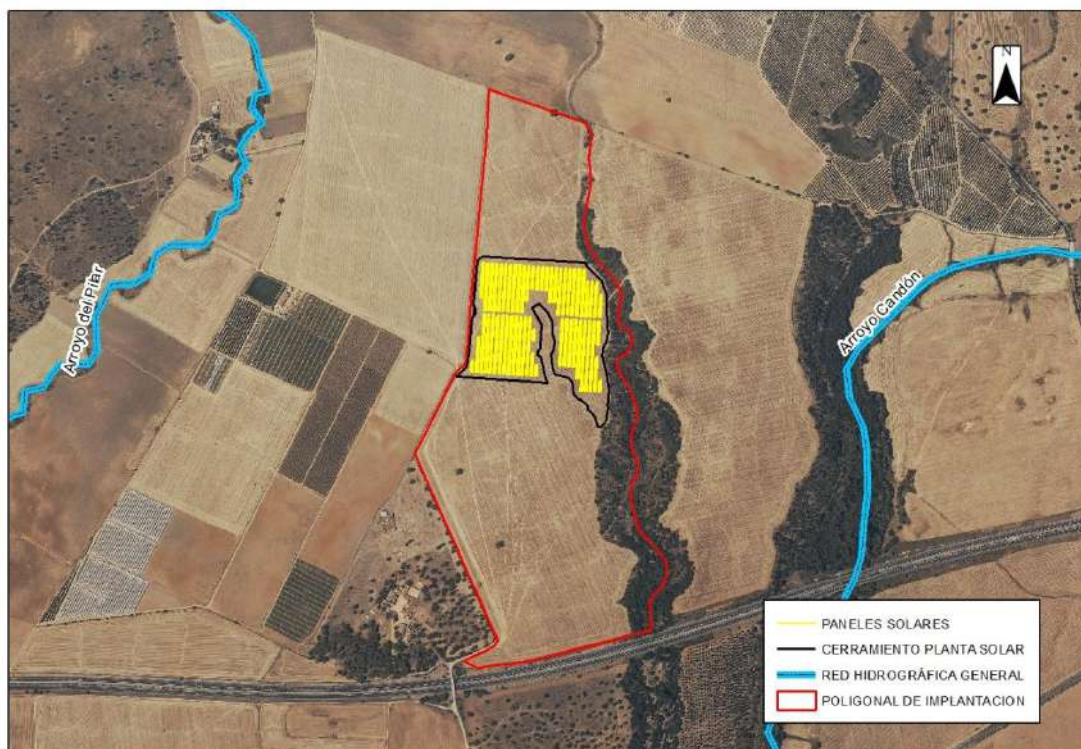 N
Arroyo del Pilar
Arroyo Candón
PANELES SOLARES
CERRAMIENTO PLANTA SOLAR
RED HIDROGRÁFICA GENERAL
POLIGONAL DE IMPLANTACION